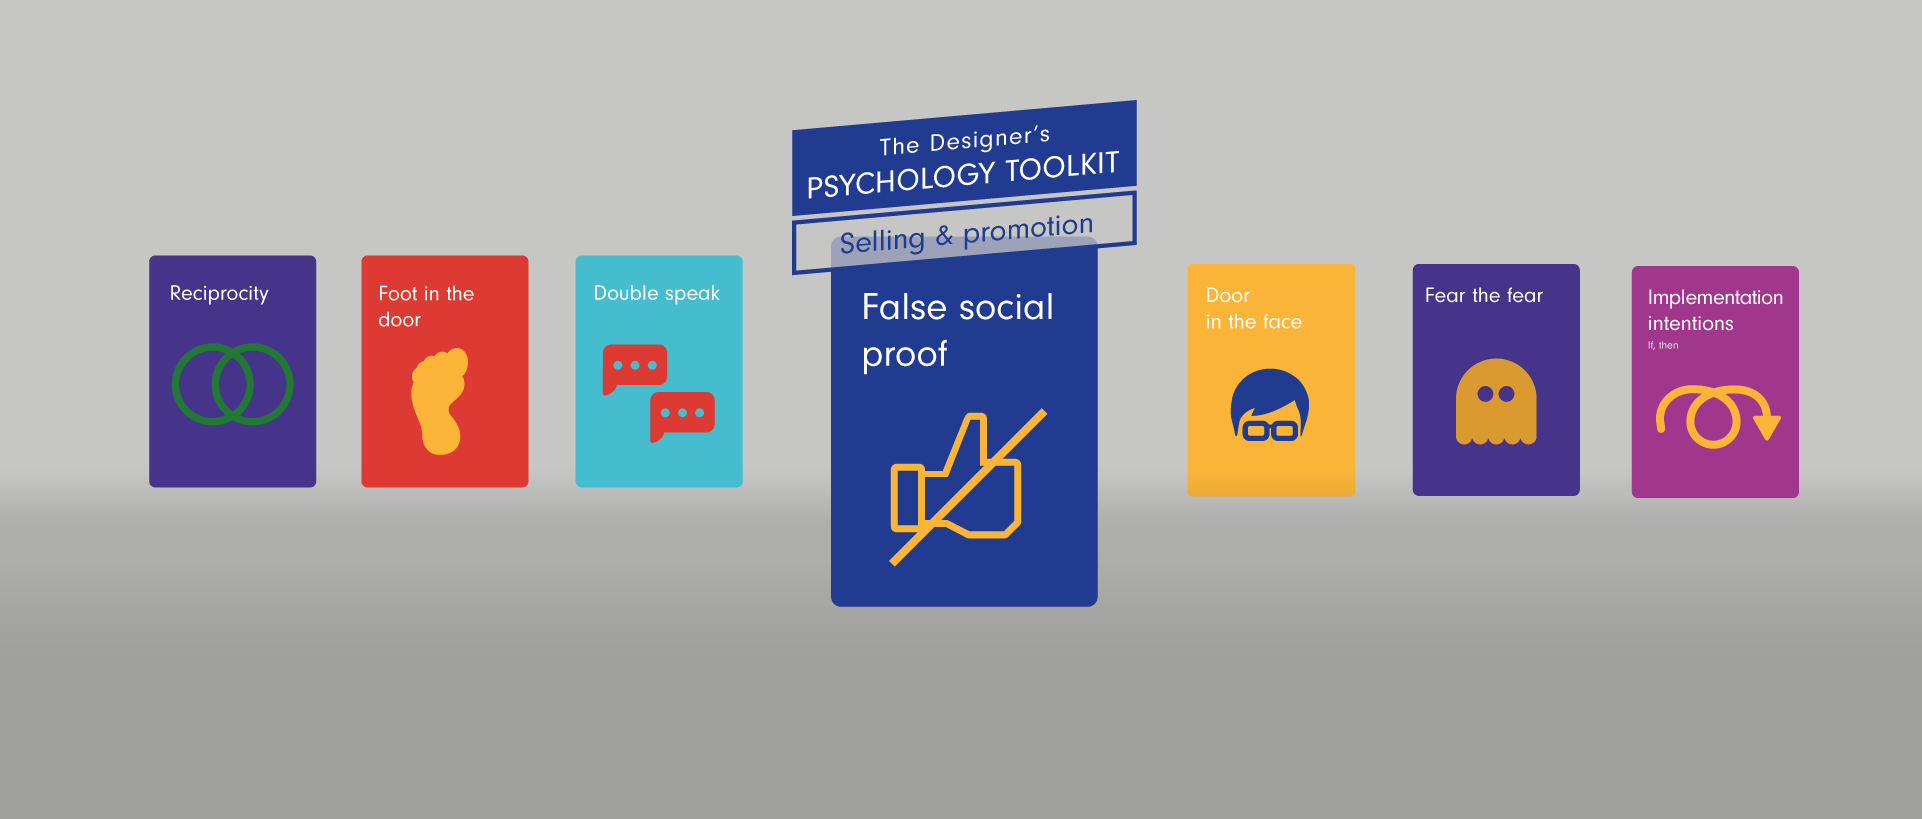 The Designer's
PSYCHOLOGY TOOLKIT
Selling & promotion
Reciprocity
Foot in the
door
Double speak
False social
proof
Door
in the face
Fear the fear
Implementation
intentions
If, then